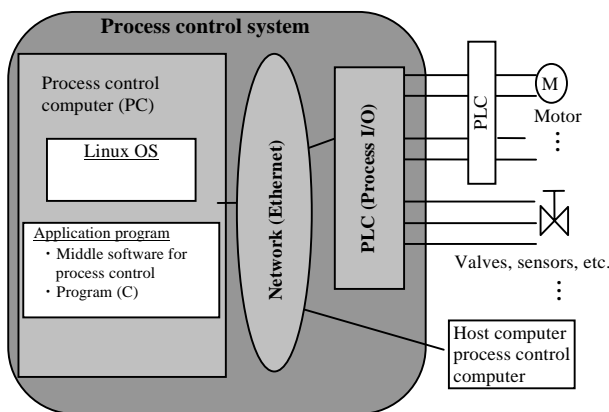 Process control system
Process control
computer (PC)
Linux OS
Application program
・Middle software for
process control
・Program (C)
Network (Ethernet)
PLC (Process I/O)
PLC
M
Motor
Valves, sensors, etc.
Host computer
process control
computer